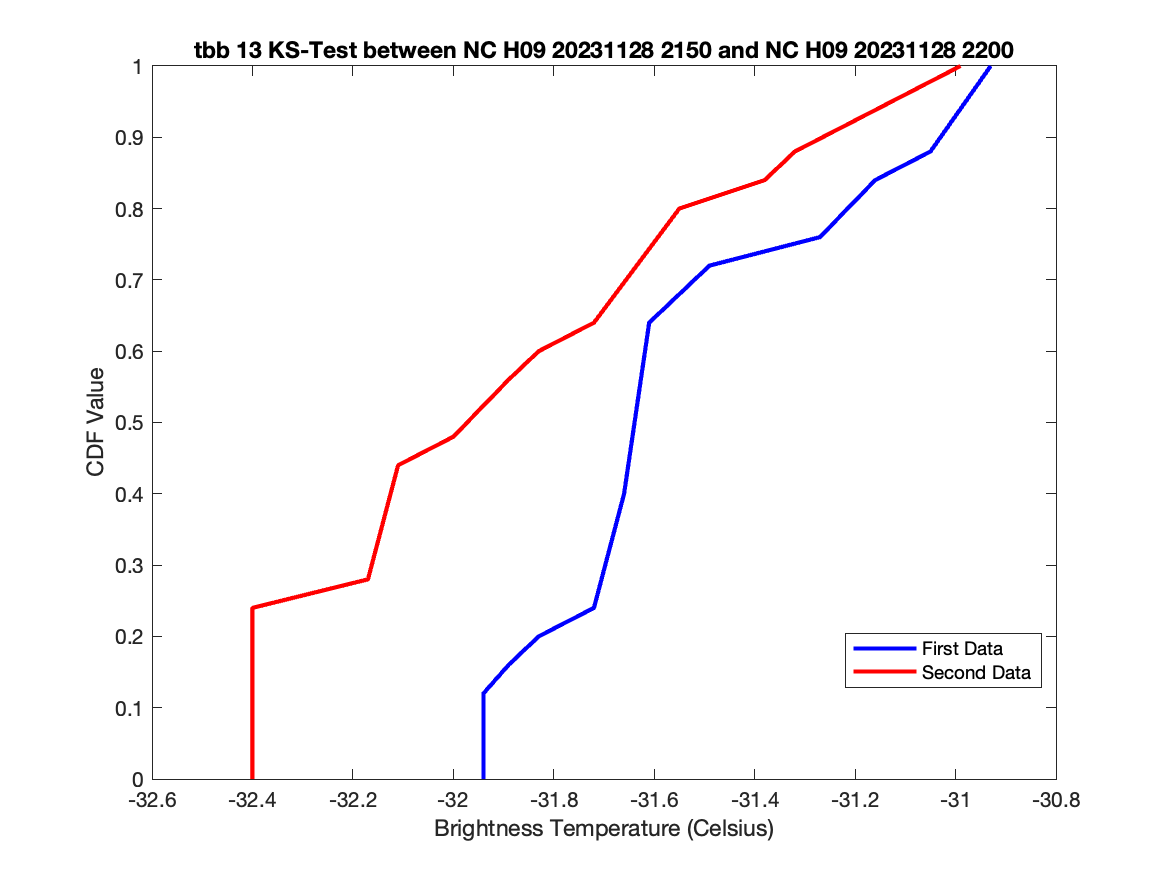 tbb 13 KS-Test between NC H09 20231128 2150 and NC H09 20231128 2200
1
0.9
0.8
0.7
0.6
0.5
0.4
0.3
0.2
0.1
0
CDF Value
First Data
Second Data
-32.6 -32.4 -32.2 -32 -31.8 -31.6 -31.4 -31.2 -31 -30.8
Brightness Temperature (Celsius)